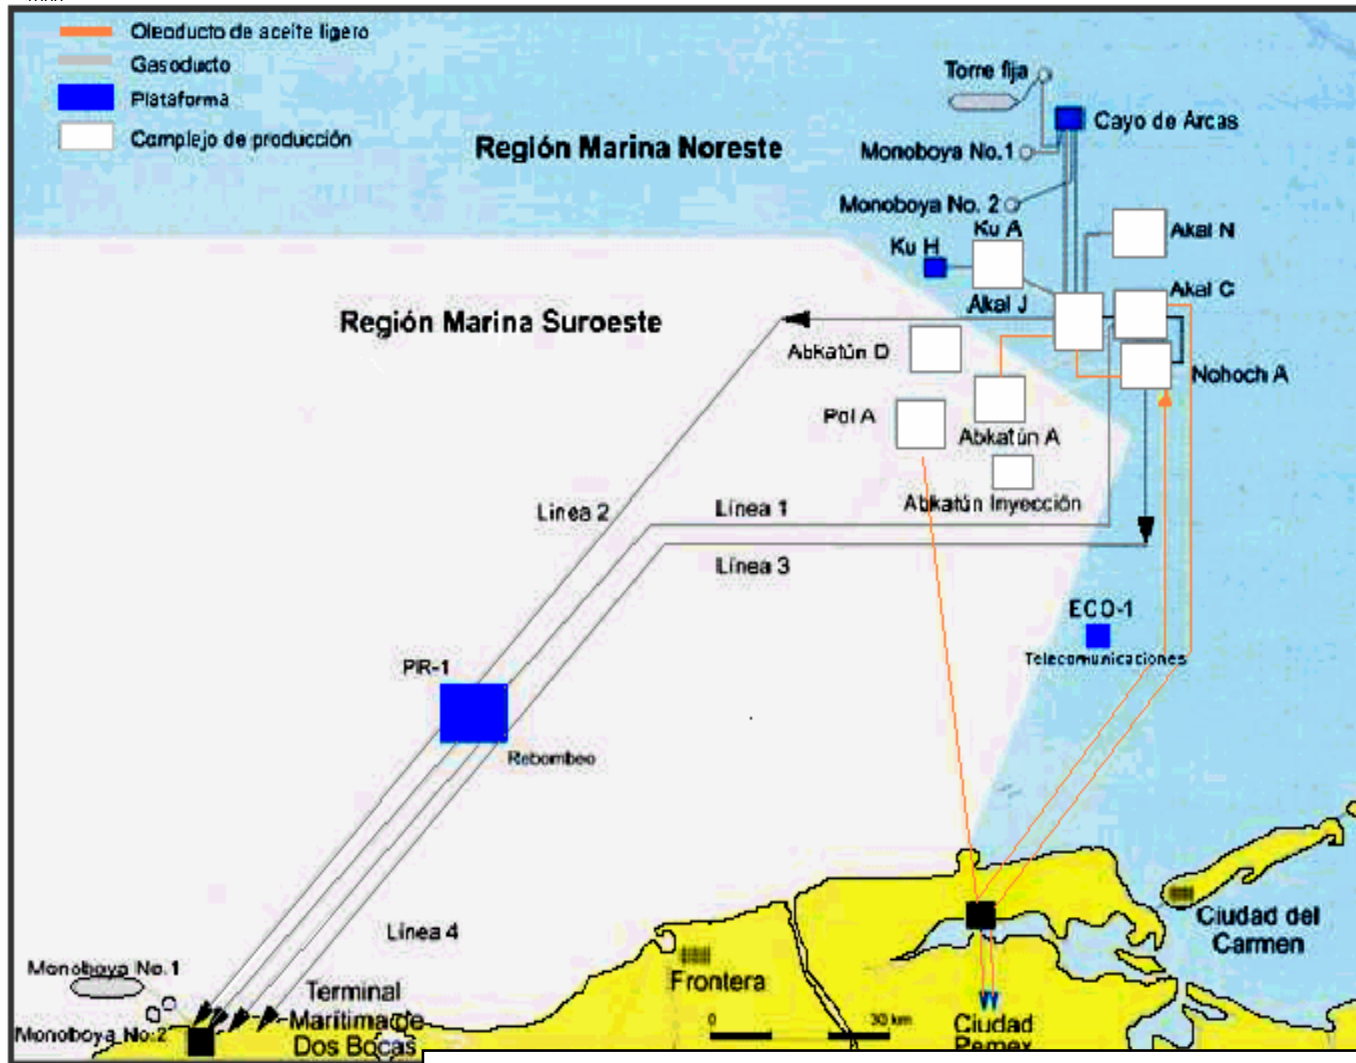 Oleoducto de aceite ligero
Gasoducto
Plataforma
Complejo de producción
Torre fija
Cayo de Arcas
Región Marina Noreste
Monoboya No.1
Monoboya No. 2
Ku A
Akal N
Ku H
Akal C
Akal J
Región Marina Suroeste
Abkatún D
Nohoch A
Pol A
Abkatún A
Abkatún Inyección
Línea 2
Línea 1
Línea 3
ECO-1
Telecomunicaciones
PIR-1
Rebombeo
Ciudad del
Carmen
Línea 4
Monoboya No.1
Frontera
Terminal
Marítima de
Dos Bocas
Monoboya No.2
0 30 km
Ciudad
Pemex